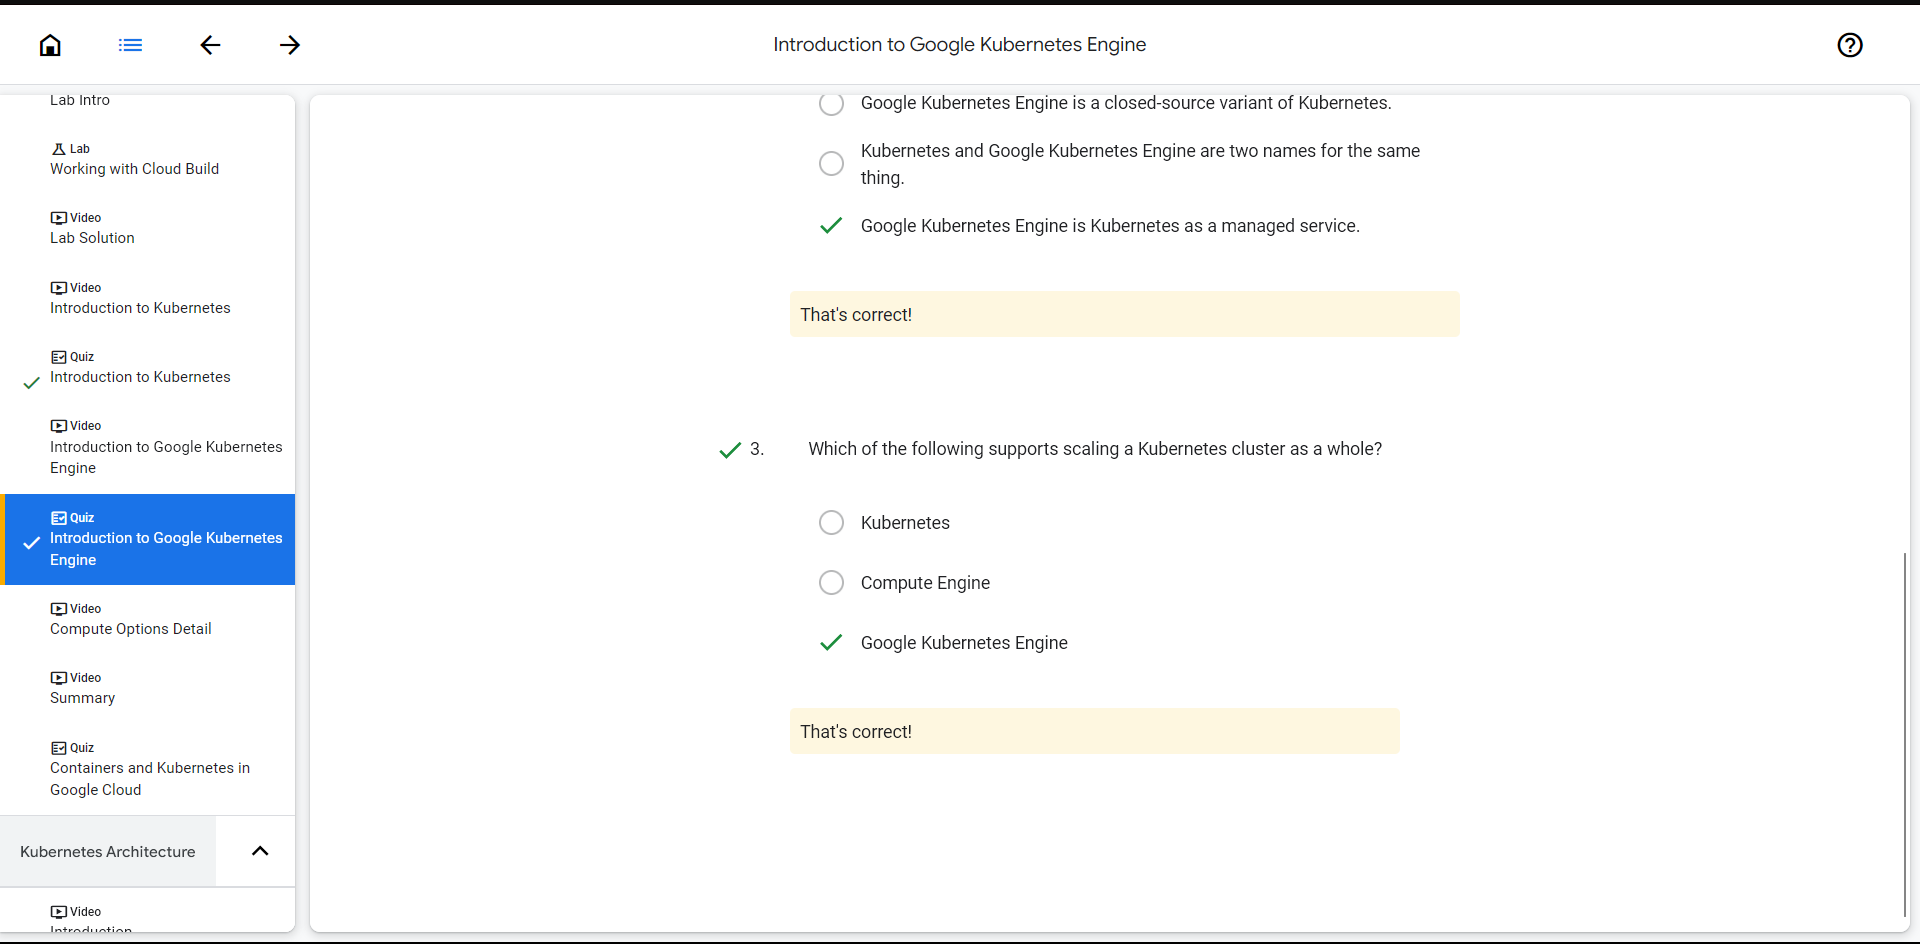 Introduction to Google Kubernetes Engine
Lab Intro
Lab
Working with Cloud Build
Video
Lab Solution
Video
Introduction to Kubernetes
Quiz
Introduction to Kubernetes
Video
Introduction to Google Kubernetes
Engine
Quiz
Introduction to Google Kubernetes
Engine
Video
Compute Options Detail
Video
Summary
Quiz
Containers and Kubernetes in
Google Cloud
Kubernetes Architecture
Video
Introduction
Google Kubernetes Engine is a closed-source variant of Kubernetes.
Kubernetes and Google Kubernetes Engine are two names for the same
thing.
Google Kubernetes Engine is Kubernetes as a managed service.
That's correct!
3. Which of the following supports scaling a Kubernetes cluster as a whole?
Kubernetes
Compute Engine
Google Kubernetes Engine
That's correct!